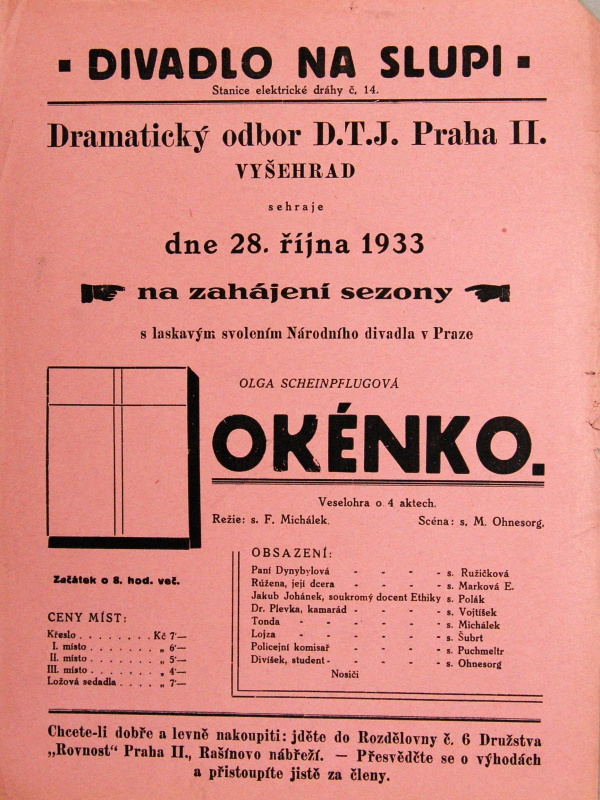 ▪ DIVADLO NA SLUPI ▪
Stanice elektrické dráhy č. 14.
Dramatický odbor D.T.J. Praha II.
VYŠEHRAD
sehraje
dne 28. října 1933
na zahájení sezony
s laskavým svolením Národního divadla v Praze
OLGA SCHEINPFLUGOVÁ
OKÉNKO.
Veselohra o 4 aktech.
Režie: s. F. Michálek. Scéna: s, M. Ohnesorg.
Začátek o 8. hod. več.
CENY MÍST:
Křeslo . . . . . . . . Kč 7·—
I. místo . . . . . . . „ 6·—
II. místo . . . . . . . „ 5·—
III. místo . . . . . . . „ 4·—
Ložová sedadla . . . . „ 7·—
OBSAZENÍ:
Paní Dynybylová - - - - s. Ružičková
Růžena, její dcera - - - - s. Marková E.
Jakub Johánek, soukromý docent Ethiky s. Polák
Dr. Plevka, kamarád - - - - s. Vojtíšek
Tonda - - - - - s. Michálek
Lojza - - - - - s. Šubrt
Policejní komisař - - - - s. Puchmeltr
Divíšek, student - - - - - s. Ohnesorg
Nosiči
Chcete-li dobře a levně nakoupiti: jděte do Rozdělovny č. 6 Družstva
„Rovnost“ Praha II., Rašínovo nábřeží. — Přesvědčte se o výhodách
a přistoupíte jistě za členy.